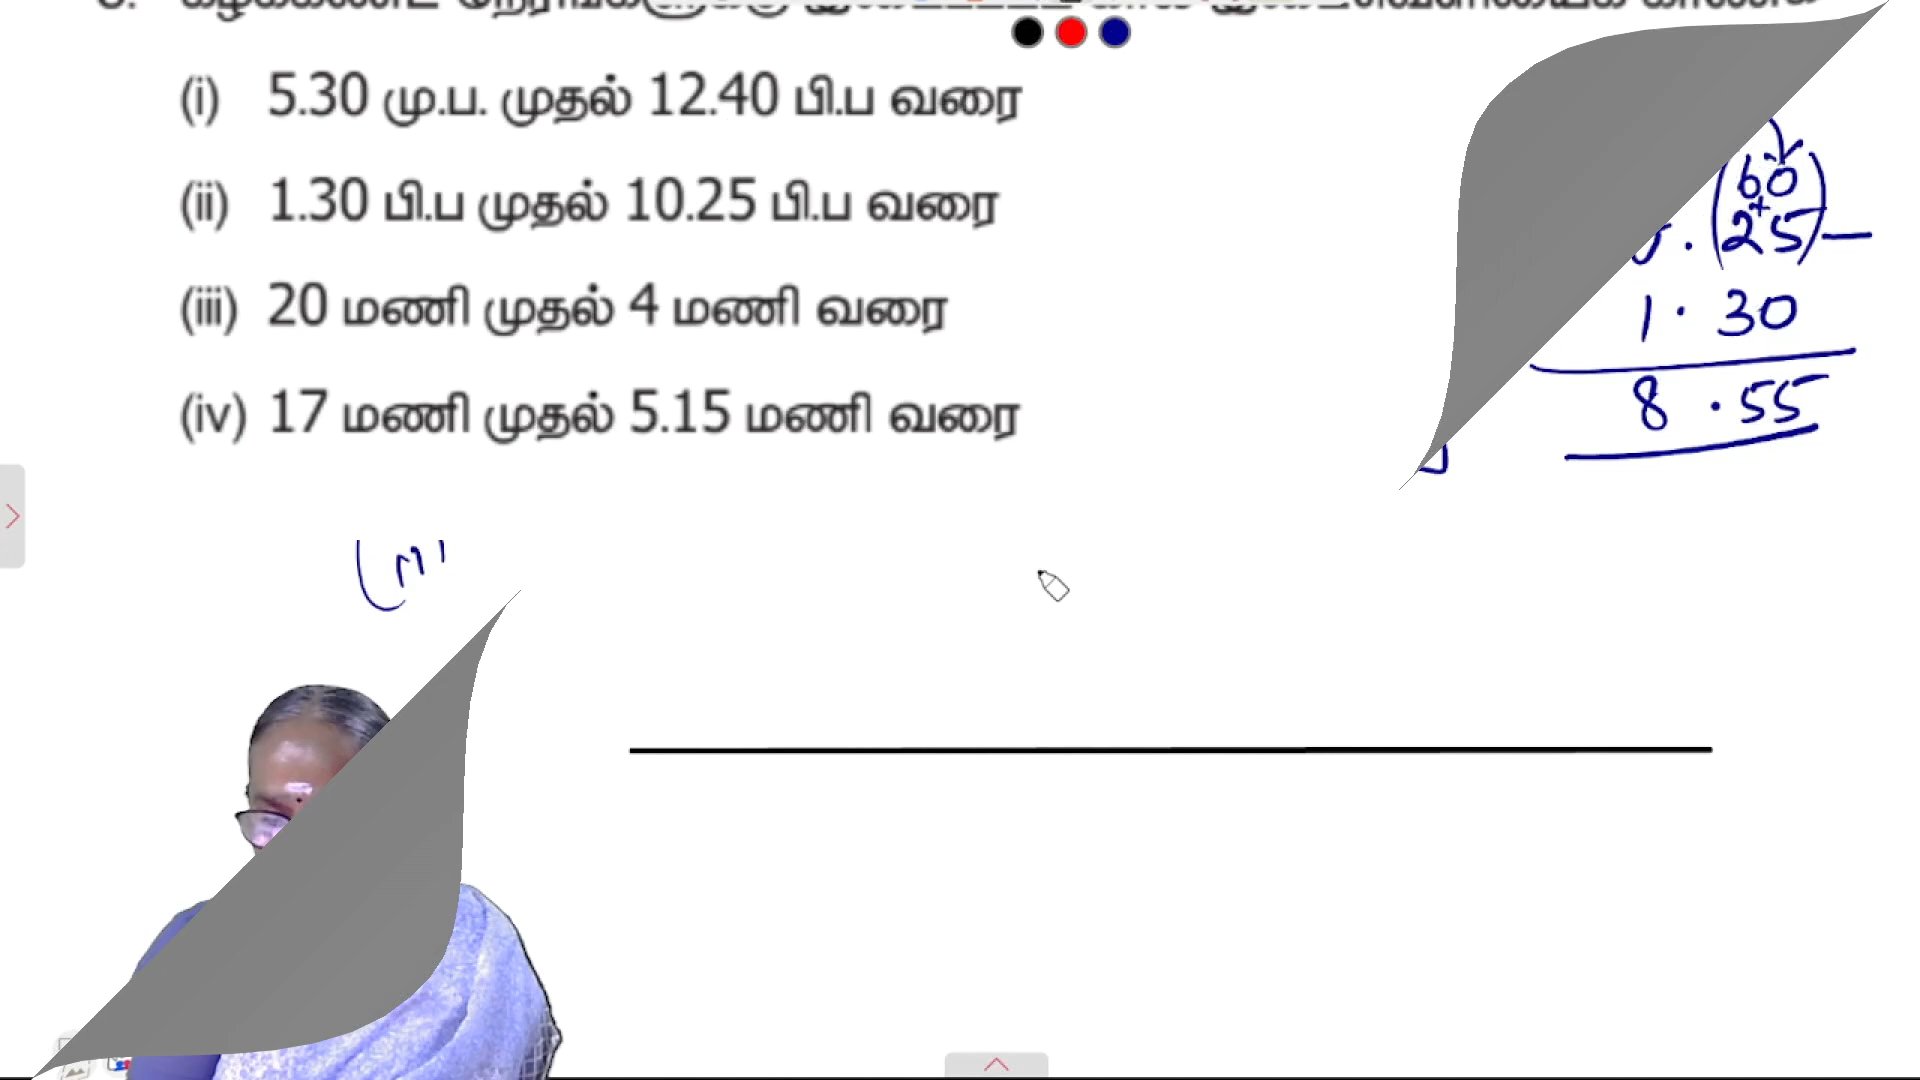 (i) 5.30 மு.ப. முதல் 12.40 பி.ப வரை
(ii) 1.30 பி.ப முதல் 10.25 பி.ப வரை
(iii) 20 மணி முதல் 4 மணி வரை
(iv) 17 மணி முதல் 5.15 மணி வரை
60
+
. (25) —
1 . 30
8 . 55